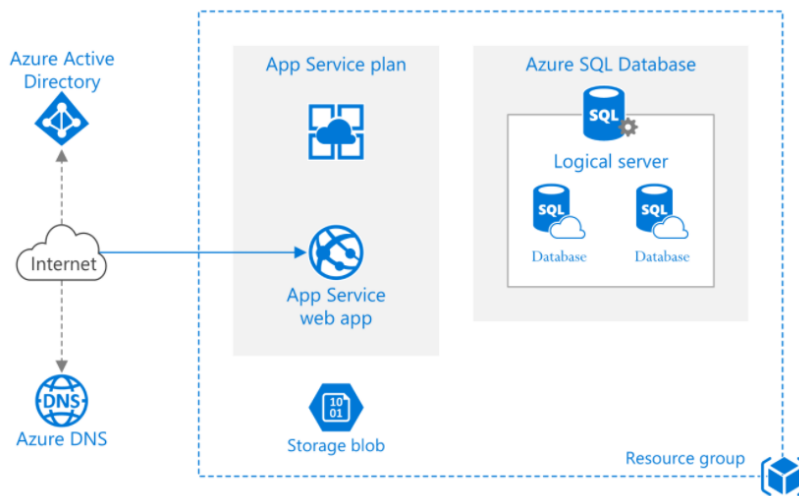 Azure Active
Directory
Internet
DNS
Azure DNS
App Service plan
App Service
web app
10
01
Storage blob
Azure SQL Database
SQL
Logical server
SQL
SQL
Database
Database
Resource group